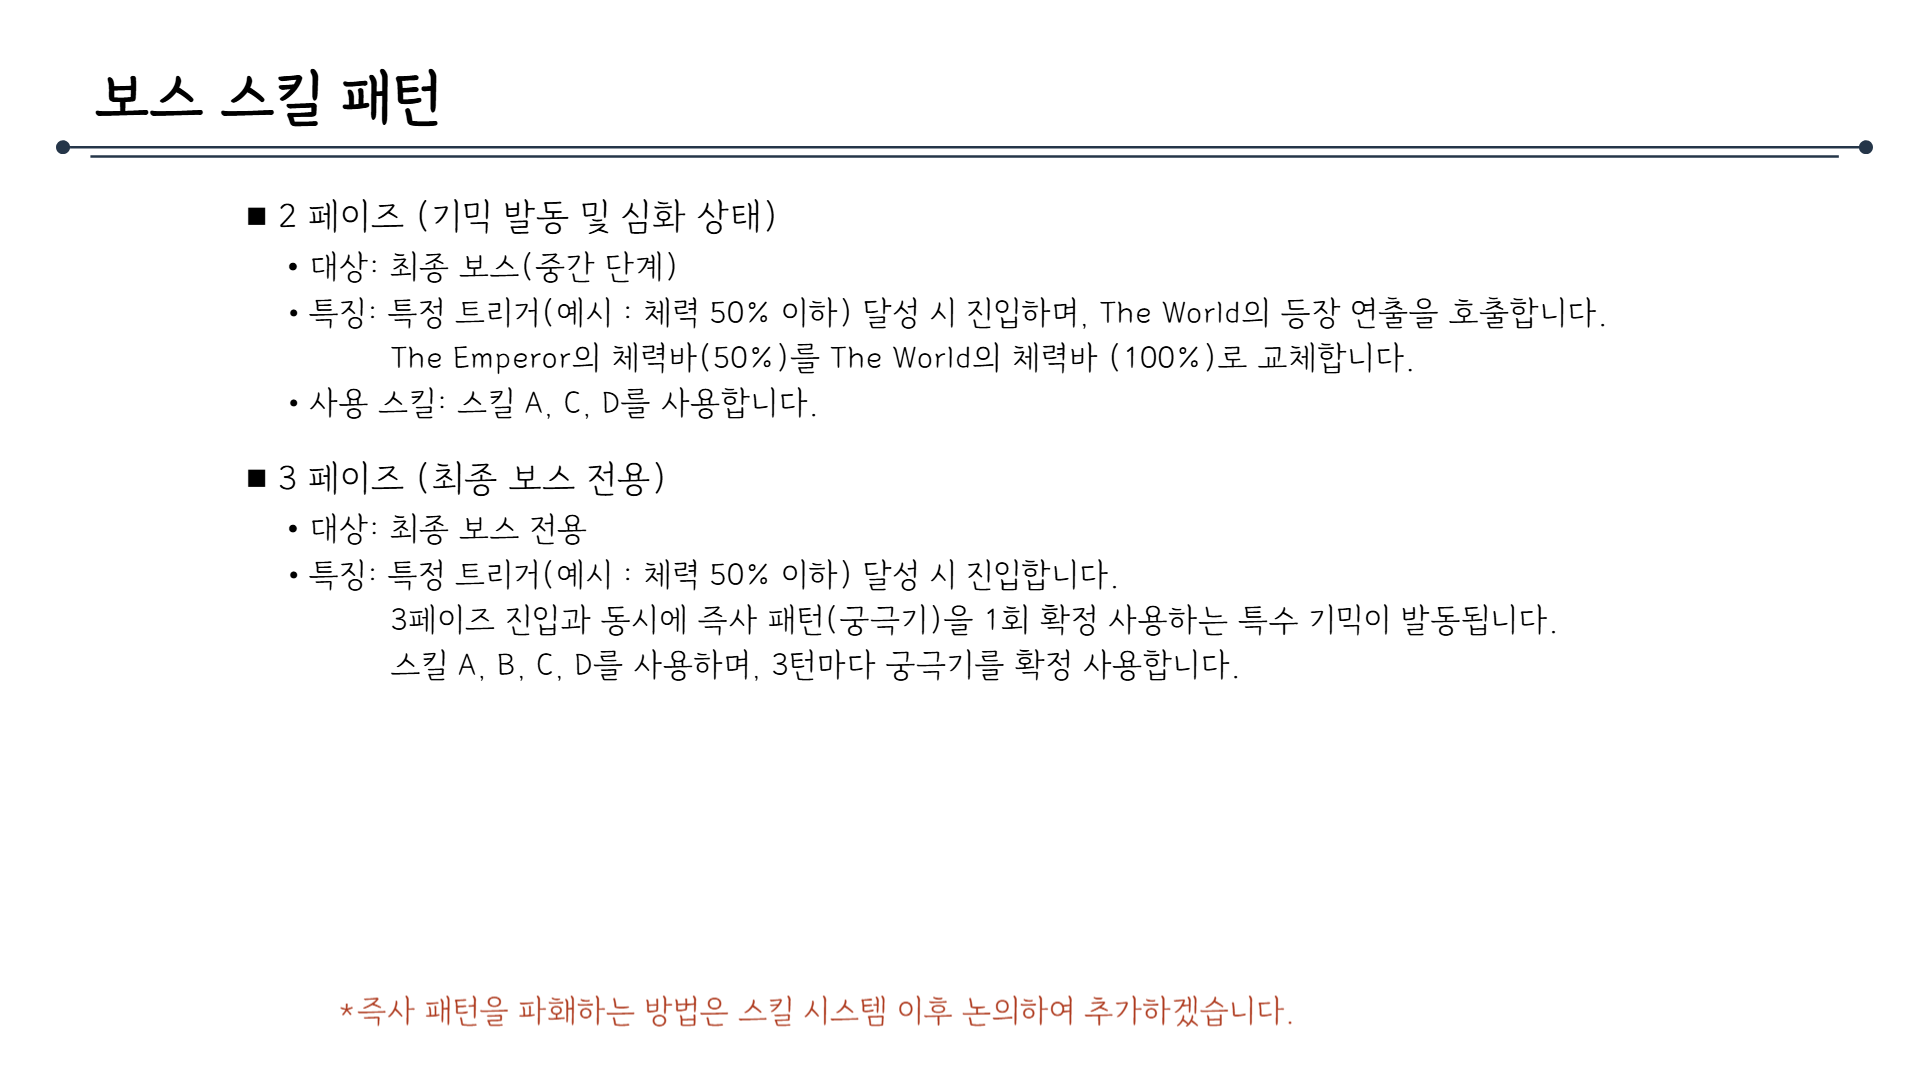 보스 스킬 패턴
■ 2 페이즈 (기믹 발동 및 심화 상태)
• 대상: 최종 보스(중간 단계)
• 특징: 특정 트리거(예시 : 체력 50% 이하) 달성 시 진입하며, The World의 등장 연출을 호출합니다.
The Emperor의 체력바(50%)를 The World의 체력바 (100%)로 교체합니다.
• 사용 스킬: 스킬 A, C, D를 사용합니다.
■ 3 페이즈 (최종 보스 전용)
• 대상: 최종 보스 전용
• 특징: 특정 트리거(예시 : 체력 50% 이하) 달성 시 진입합니다.
3페이즈 진입과 동시에 즉사 패턴(궁극기)을 1회 확정 사용하는 특수 기믹이 발동됩니다.
스킬 A, B, C, D를 사용하며, 3턴마다 궁극기를 확정 사용합니다.
*즉사 패턴을 파홰하는 방법은 스킬 시스템 이후 논의하여 추가하겠습니다.